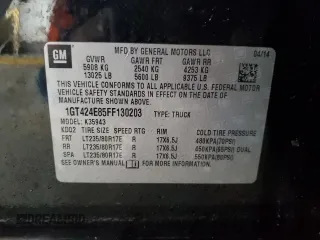 GM
MFD BY GENERAL MOTORS LLC
04/14
GVWR GAWR FRT GAWR RR
5908 KG 2540 KG 4253 KG
13025 LB 5600 LB 9375 LB
THIS VEHICLE CONFORMS TO ALL APPLICABLE U.S. FEDERAL MOTOR
VEHICLE SAFETY STANDARDS IN EFFECT ON THE DATE OF
MANUFACTURE SHOWN ABOVE.
1GT424E85FF130203
TYPE: TRUCK
K35943
KDO2 TIRE SIZE SPEED RTG RIM COLD TIRE PRESSURE
FRT LT235/80R17E R 17X6.5J 480KPA(70PSI)
RR LT235/80R17E R 17X6.5J 450KPA(65PSI) DUAL
SPA LT235/80R17E R 17X6.5J 550KPA(80PSI)
SEE OWNER'S MANUAL FOR ADDITIONAL INFORMATION